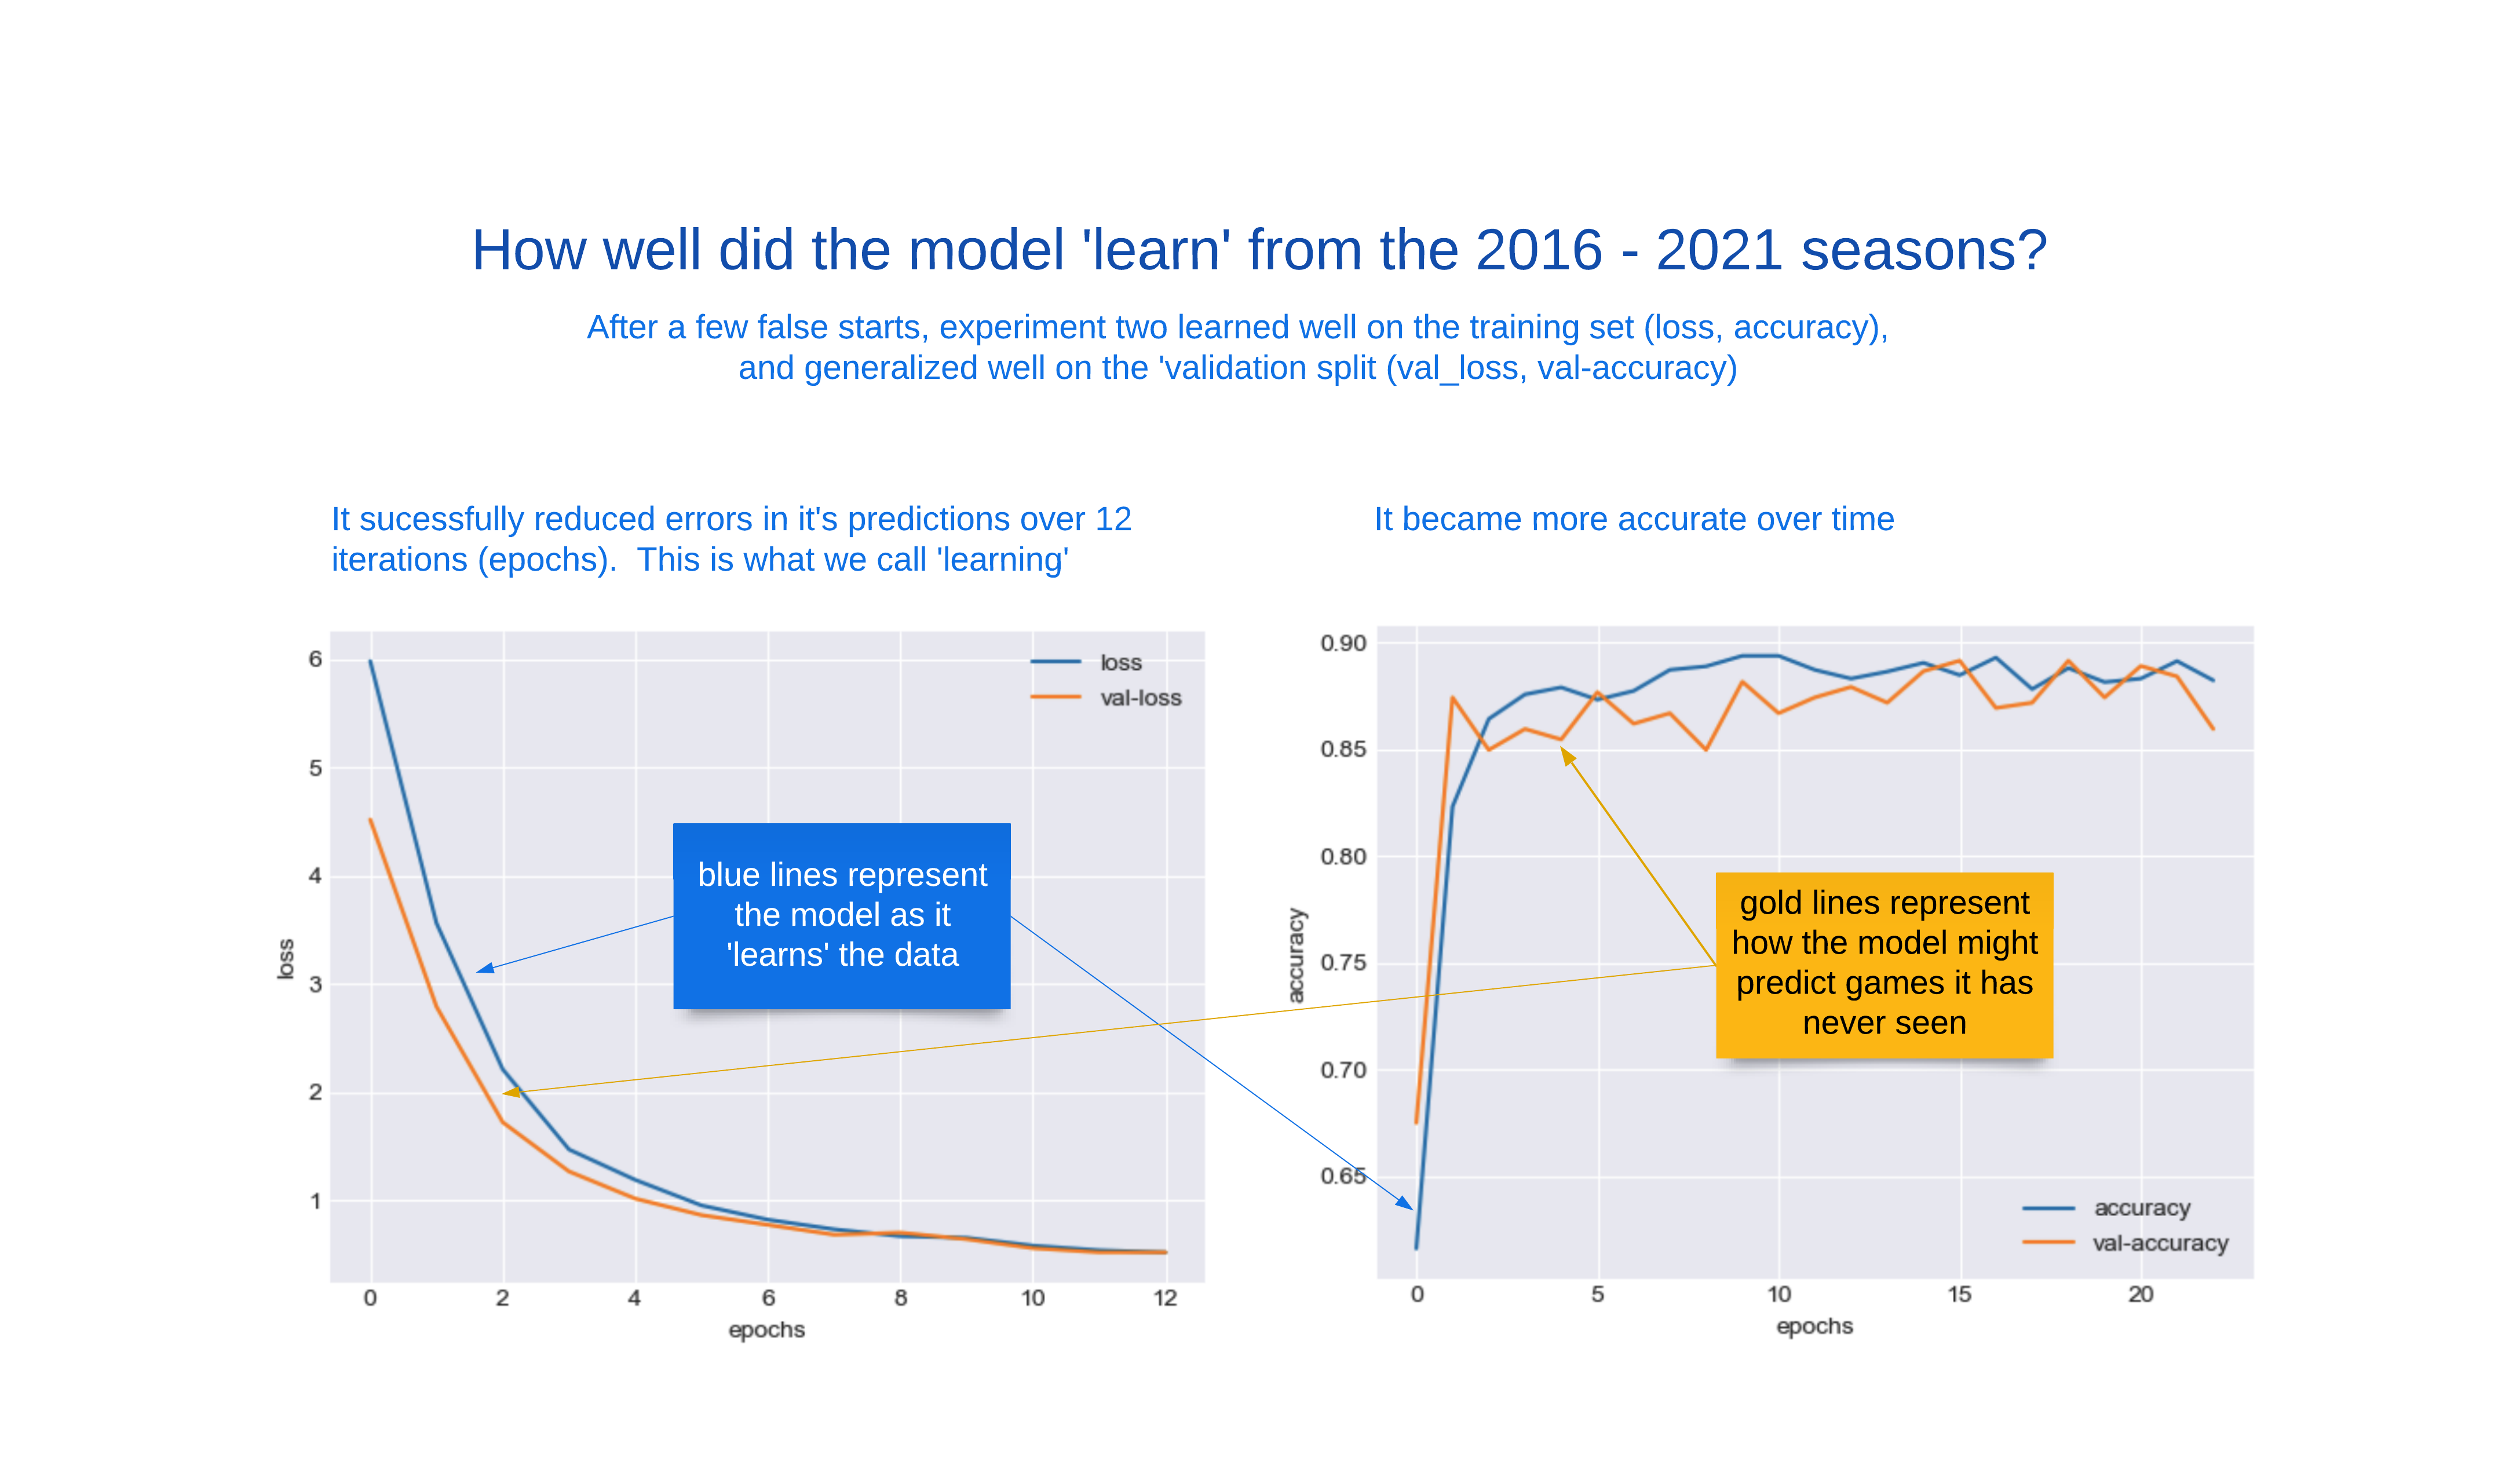 How well did the model 'learn' from the 2016 - 2021 seasons?
After a few false starts, experiment two learned well on the training set (loss, accuracy),
and generalized well on the 'validation split (val_loss, val-accuracy)
It sucessfully reduced errors in it's predictions over 12
iterations (epochs).  This is what we call 'learning'
It became more accurate over time
loss
val-loss
6
5
4
3
2
1
loss
0 2 4 6 8 10 12
epochs
blue lines represent
the model as it
'learns' the data
0.90
0.85
0.80
0.75
0.70
0.65
accuracy
gold lines represent
how the model might
predict games it has
never seen
accuracy
val-accuracy
0 5 10 15 20
epochs